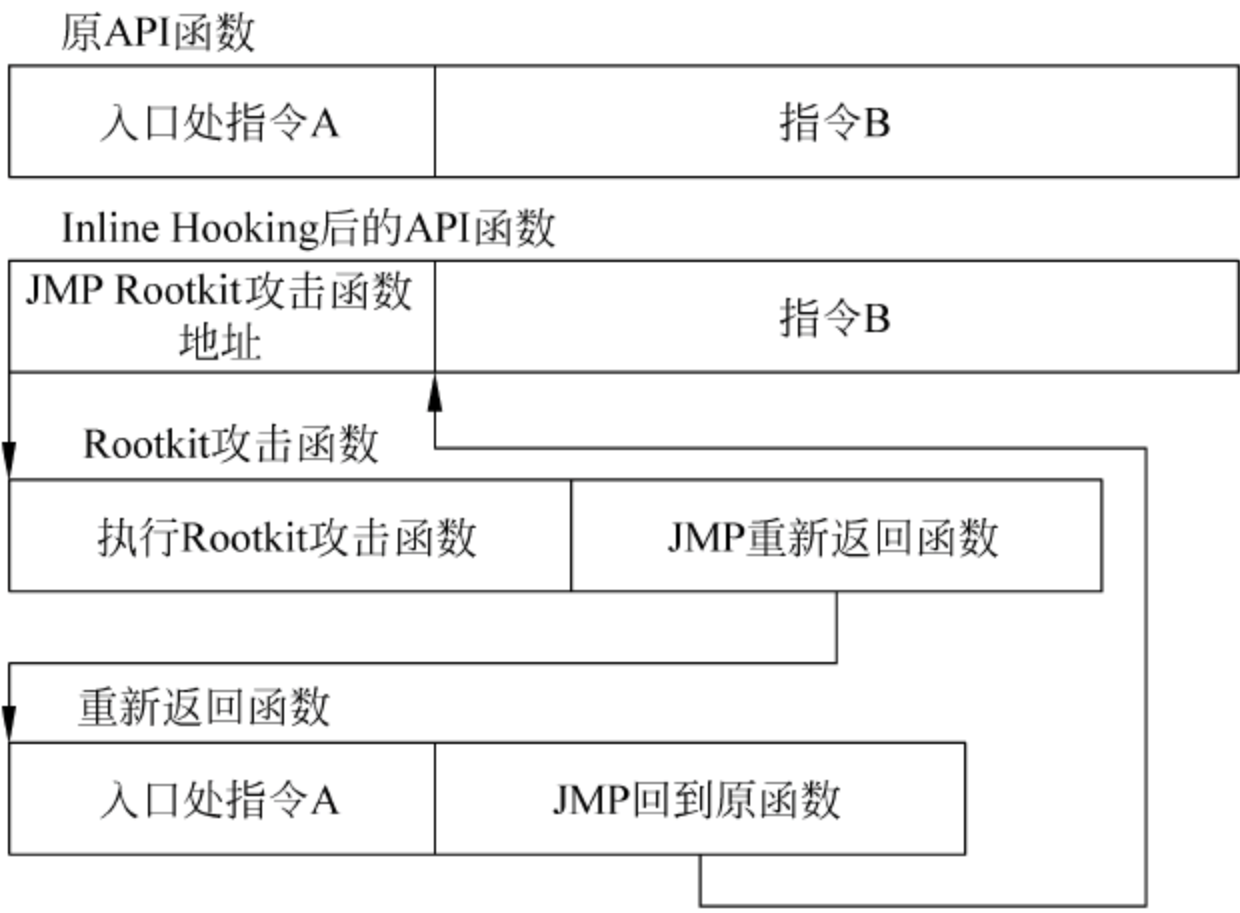 原API函数
入口处指令A
指令B
Inline Hooking后的API函数
JMP Rootkit攻击函数
地址
指令B
Rootkit攻击函数
执行Rootkit攻击函数
JMP重新返回函数
重新返回函数
入口处指令A
JMP回到原函数